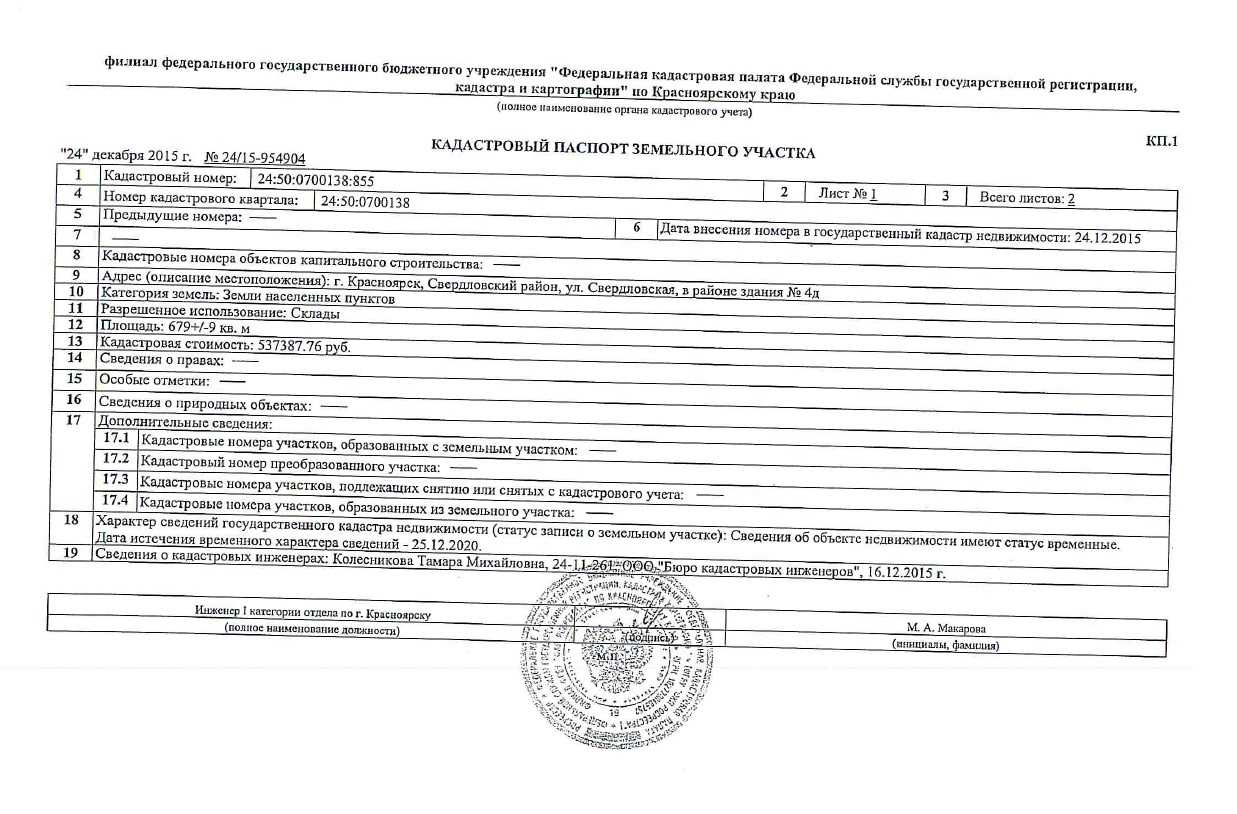 филиал федерального государственного бюджетного учреждения "Федеральная кадастровая палата Федеральной службы государственной регистрации,
кадастра и картографии" по Красноярскому краю
(полное наименование органа кадастрового учета)
КП.1
КАДАСТРОВЫЙ ПАСПОРТ ЗЕМЕЛЬНОГО УЧАСТКА
"24" декабря 2015 г. № 24/15-954904
1 Кадастровый номер: 24:50:0700138:855 2 Лист № 1 3 Всего листов: 2
4 Номер кадастрового квартала: 24:50:0700138
5 Предыдущие номера: —— 6 Дата внесения номера в государственный кадастр недвижимости: 24.12.2015
7 ——
8 Кадастровые номера объектов капитального строительства: ——
9 Адрес (описание местоположения): г. Красноярск, Свердловский район, ул. Свердловская, в районе здания № 4д
10 Категория земель: Земли населенных пунктов
11 Разрешенное использование: Склады
12 Площадь: 679+/-9 кв. м
13 Кадастровая стоимость: 537387.76 руб.
14 Сведения о правах: ——
15 Особые отметки: ——
16 Сведения о природных объектах: ——
17 Дополнительные сведения:
17.1 Кадастровые номера участков, образованных с земельным участком: ——
17.2 Кадастровый номер преобразованного участка: ——
17.3 Кадастровые номера участков, подлежащих снятию или снятых с кадастрового учета: ——
17.4 Кадастровые номера участков, образованных из земельного участка: ——
18 Характер сведений государственного кадастра недвижимости (статус записи о земельном участке): Сведения об объекте недвижимости имеют статус временные.
Дата истечения временного характера сведений - 25.12.2020.
19 Сведения о кадастровых инженерах: Колесникова Тамара Михайловна, 24-11-261, ООО "Бюро кадастровых инженеров", 16.12.2015 г.
Инженер I категории отдела по г. Красноярску М. А. Макарова
(полное наименование должности) (подпись) (инициалы, фамилия)
М.П.